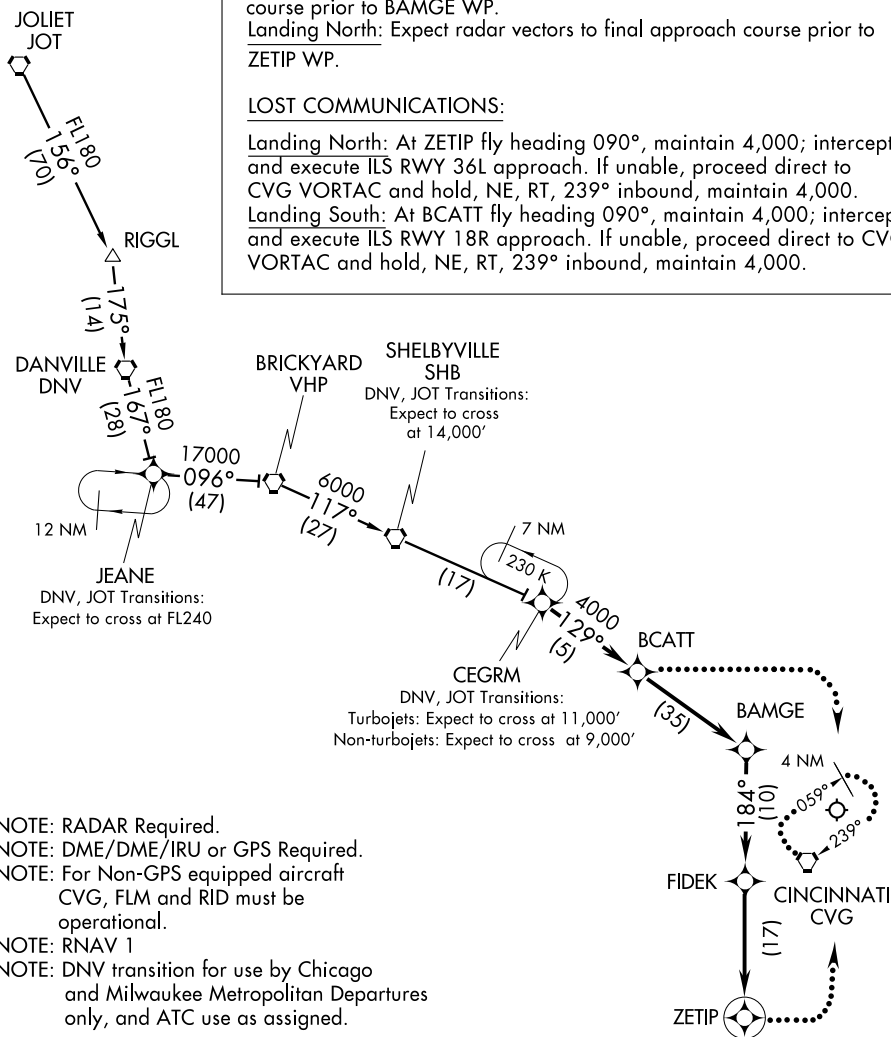 course prior to BAMGE WP.
Landing North: Expect radar vectors to final approach course prior to
ZETIP WP.
LOST COMMUNICATIONS:
Landing North: At ZETIP fly heading 090°, maintain 4,000; intercept
and execute ILS RWY 36L approach. If unable, proceed direct to
CVG VORTAC and hold, NE, RT, 239° inbound, maintain 4,000.
Landing South: At BCATT fly heading 090°, maintain 4,000; intercep
and execute ILS RWY 18R approach. If unable, proceed direct to CV
VORTAC and hold, NE, RT, 239° inbound, maintain 4,000.
JOLIET
JOT
FL180
156°
(70)
RIGGL
175°
(14)
DANVILLE
DNV
FL180
167°
(28)
12 NM
JEANE
DNV, JOT Transitions:
Expect to cross at FL240
17000
096°
(47)
BRICKYARD
VHP
6000
117°
(27)
SHELBYVILLE
SHB
DNV, JOT Transitions:
Expect to cross
at 14,000'
(17)
7 NM
230 K
CEGRM
DNV, JOT Transitions:
Turbojets: Expect to cross at 11,000'
Non-turbojets: Expect to cross at 9,000'
4000
129°
(5)
BCATT
(35)
BAMGE
184°
(10)
4 NM
059°
239°
CINCINNATI
CVG
FIDEK
(17)
ZETIP
NOTE: RADAR Required.
NOTE: DME/DME/IRU or GPS Required.
NOTE: For Non-GPS equipped aircraft
CVG, FLM and RID must be
operational.
NOTE: RNAV 1
NOTE: DNV transition for use by Chicago
and Milwaukee Metropolitan Departures
only, and ATC use as assigned.